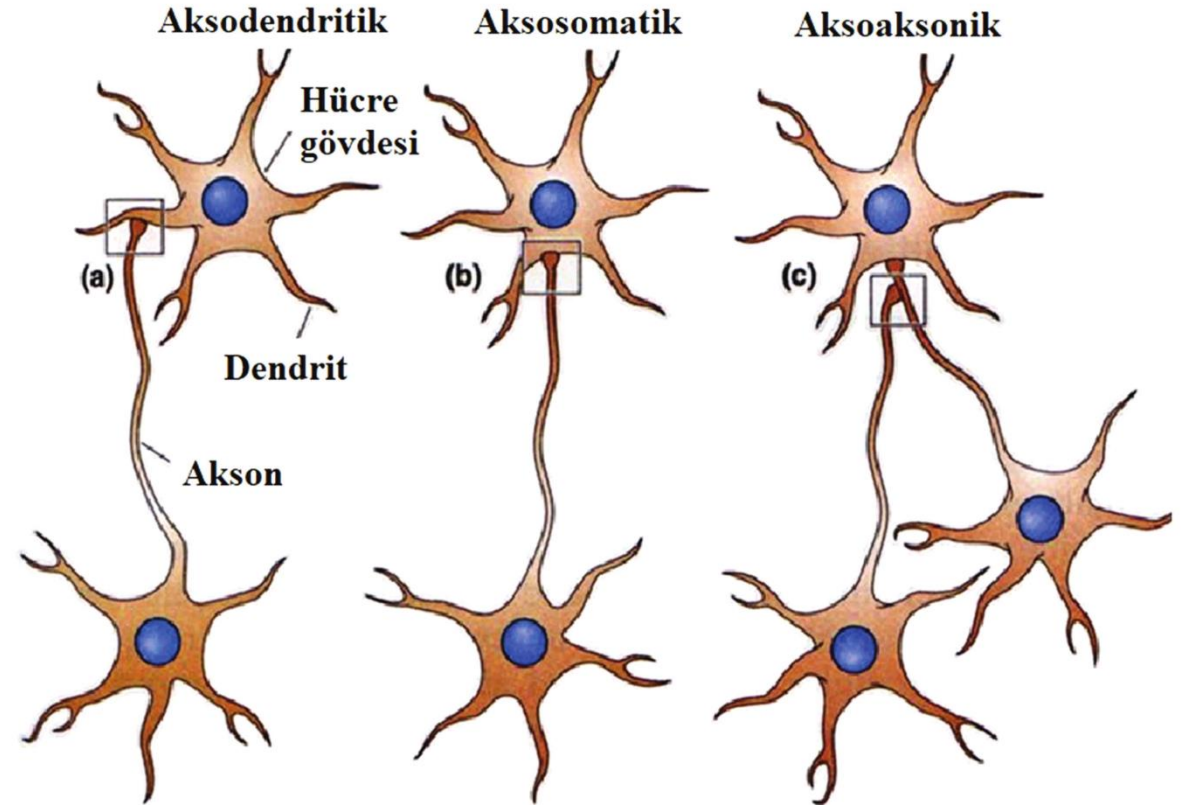 Aksodendritik
Aksosomatik
Aksoaksonik
Hücre
gövdesi
(a)
(b)
(c)
Dendrit
Akson